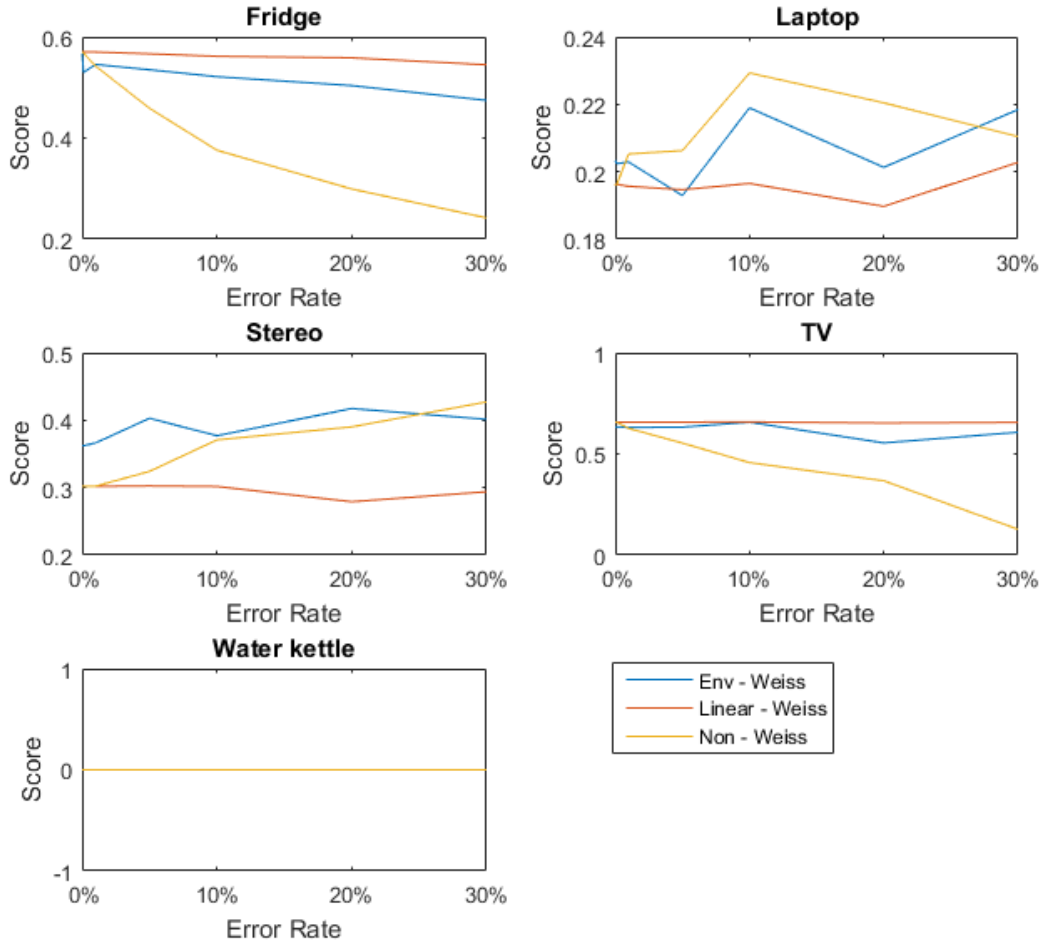 Fridge
Score
0.6
0.4
0.2
0%
10%
20%
30%
Error Rate
Laptop
Score
0.24
0.22
0.2
0.18
0%
10%
20%
30%
Error Rate
Stereo
Score
0.5
0.4
0.3
0.2
0%
10%
20%
30%
Error Rate
TV
Score
1
0.5
0
0%
10%
20%
30%
Error Rate
Water kettle
Score
1
0
-1
0%
10%
20%
30%
Error Rate
Env - Weiss
Linear - Weiss
Non - Weiss